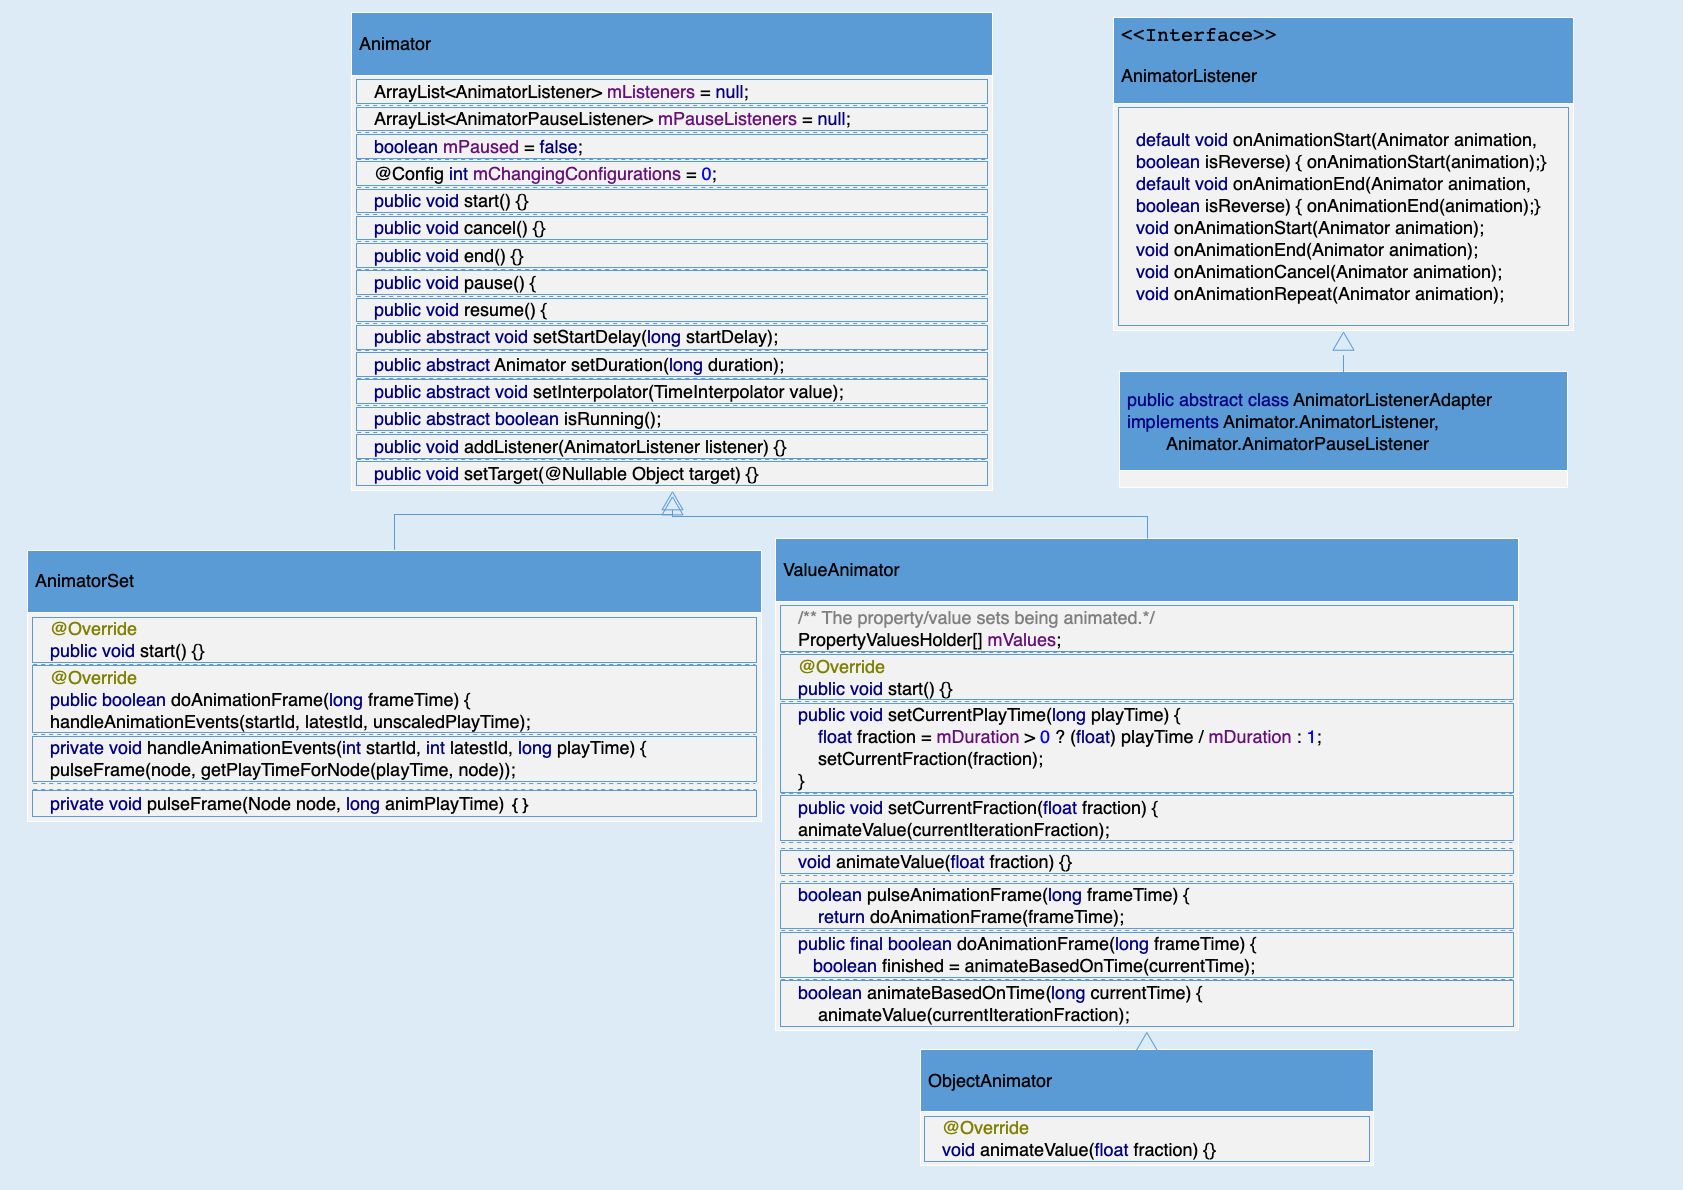 Animator
ArrayList<AnimatorListener> mListeners = null;
ArrayList<AnimatorPauseListener> mPauseListeners = null;
boolean mPaused = false;
@Config int mChangingConfigurations = 0;
public void start() {}
public void cancel() {}
public void end() {}
public void pause() {
public void resume() {
public abstract void setStartDelay(long startDelay);
public abstract Animator setDuration(long duration);
public abstract void setInterpolator(TimeInterpolator value);
public abstract boolean isRunning();
public void addListener(AnimatorListener listener) {}
public void setTarget(@Nullable Object target) {}
<<Interface>>
AnimatorListener
default void onAnimationStart(Animator animation,
boolean isReverse) { onAnimationStart(animation);}
default void onAnimationEnd(Animator animation,
boolean isReverse) { onAnimationEnd(animation);}
void onAnimationStart(Animator animation);
void onAnimationEnd(Animator animation);
void onAnimationCancel(Animator animation);
void onAnimationRepeat(Animator animation);
public abstract class AnimatorListenerAdapter
implements Animator.AnimatorListener,
Animator.AnimatorPauseListener
AnimatorSet
@Override
public void start() {}
@Override
public boolean doAnimationFrame(long frameTime) {
handleAnimationEvents(startId, latestId, unscaledPlayTime);
private void handleAnimationEvents(int startId, int latestId, long playTime) {
pulseFrame(node, getPlayTimeForNode(playTime, node));
private void pulseFrame(Node node, long animPlayTime) {}
ValueAnimator
/** The property/value sets being animated.*/
PropertyValuesHolder[] mValues;
@Override
public void start() {}
public void setCurrentPlayTime(long playTime) {
float fraction = mDuration > 0 ? (float) playTime / mDuration : 1;
setCurrentFraction(fraction);
}
public void setCurrentFraction(float fraction) {
animateValue(currentIterationFraction);
void animateValue(float fraction) {}
boolean pulseAnimationFrame(long frameTime) {
return doAnimationFrame(frameTime);
public final boolean doAnimationFrame(long frameTime) {
boolean finished = animateBasedOnTime(currentTime);
boolean animateBasedOnTime(long currentTime) {
animateValue(currentIterationFraction);
ObjectAnimator
@Override
void animateValue(float fraction) {}